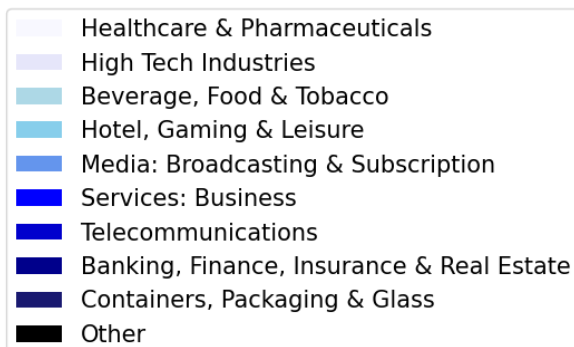 Healthcare & Pharmaceuticals
High Tech Industries
Beverage, Food & Tobacco
Hotel, Gaming & Leisure
Media: Broadcasting & Subscription
Services: Business
Telecommunications
Banking, Finance, Insurance & Real Estate
Containers, Packaging & Glass
Other